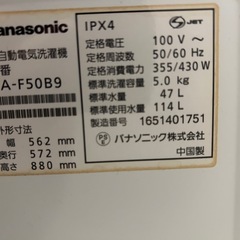 Panasonic
自動電気洗濯機
番
A-F50B9
外形寸法
幅 562 mm
奥 572 mm
高さ 880 mm
IPX4
JET
定格電圧 100 V ～
定格周波数 50/60 Hz
定格消費電力 355/430 W
標準洗濯容量 5.0 kg
標準水量 47 L
標準使用水量 114 L
製造番号 1651401751
PS E
パナソニック株式会社
中国製